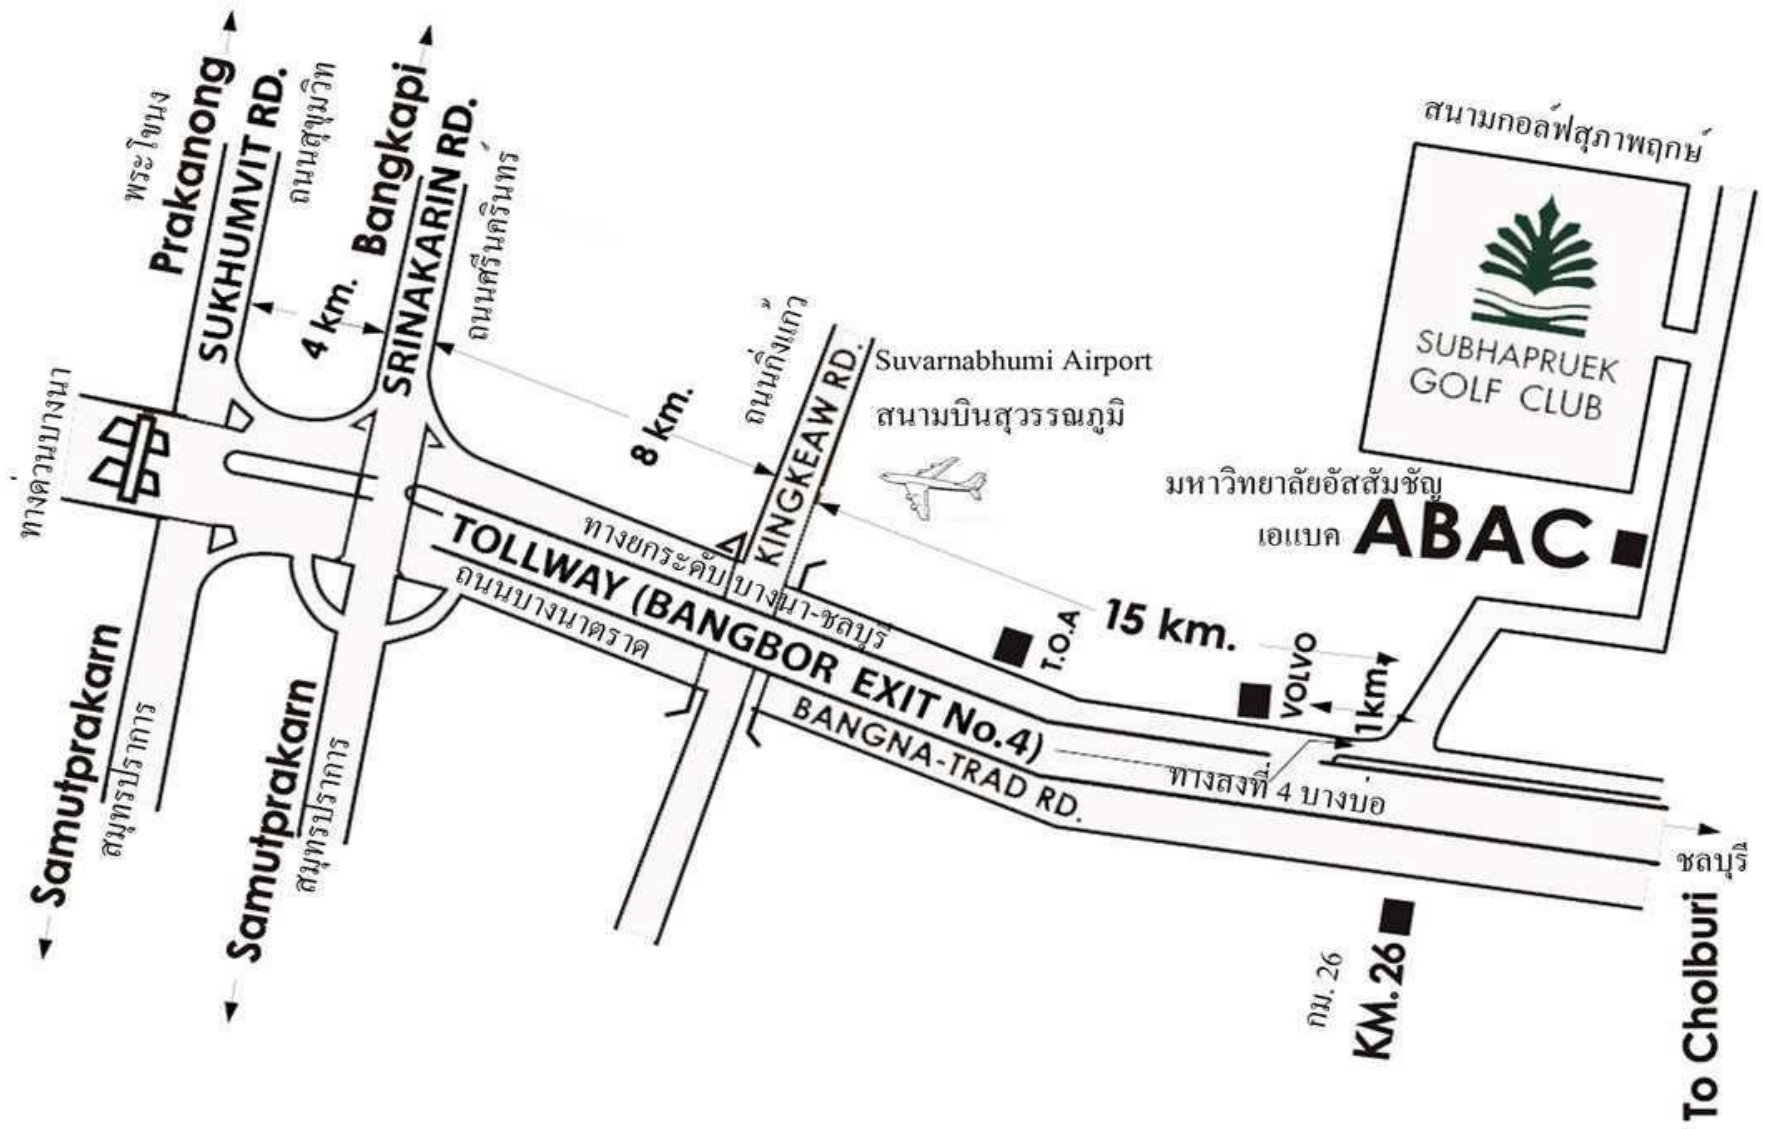 พระโขนง
Prakanong
SUKHUMVIT RD.
ถนนสุขุมวิท
Bangkapi
SRINAKARIN RD.
ถนนศรีนครินทร์
4 km.
8 km.
ถนนกิ่งแก้ว
KINGKEAW RD.
Suvarnabhumi Airport
สนามบินสุวรรณภูมิ
สนามกอล์ฟสุภาพฤกษ์
SUBHAPRUEK
GOLF CLUB
มหาวิทยาลัยอัสสัมชัญ
เอแบค
ABAC
ทางด่วนบางนา
ทางยกระดับบางนา-ชลบุรี
TOLLWAY (BANGBOR EXIT No.4)
ถนนบางนาตราด
BANGNA-TRAD RD.
T.O.A
15 km.
VOLVO
1 km.
ทางลงที่ 4 บางบ่อ
Samutprakarn
สมุทรปราการ
Samutprakarn
สมุทรปราการ
กม. 26
KM.26
ชลบุรี
To Cholburi